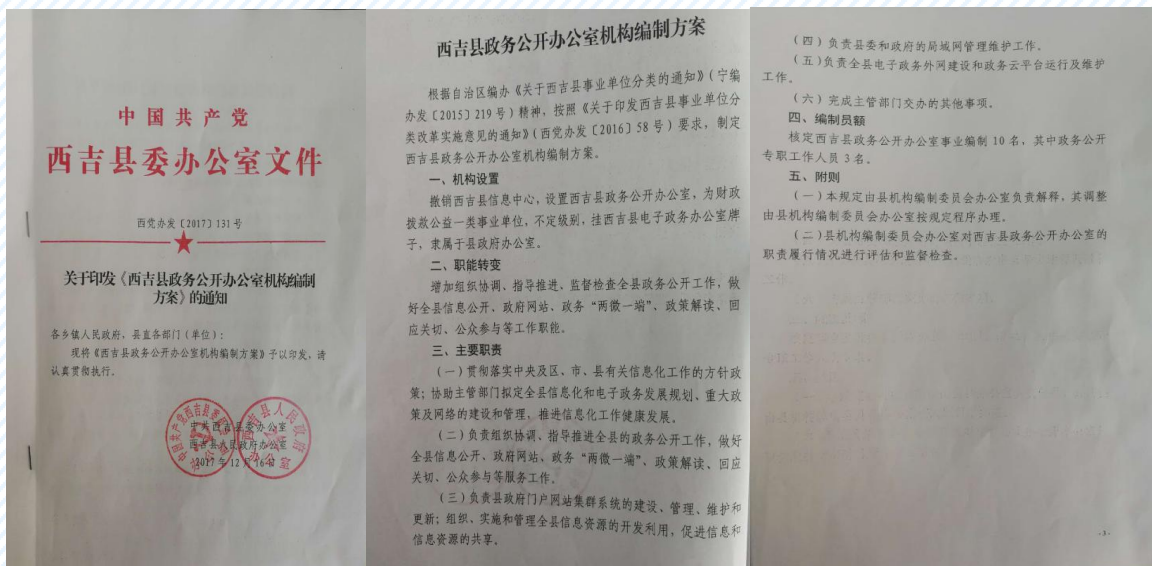 中国共产党
西吉县委办公室文件
西党办发〔2017〕131号
关于印发《西吉县政务公开办公室机构编制
方案》的通知
各乡镇人民政府，县直各部门（单位）：
现将《西吉县政务公开办公室机构编制方案》予以印发，请
认真贯彻执行。
中共西吉县委办公室
西吉县人民政府办公室
2017年12月16日
西吉县政务公开办公室机构编制方案
根据自治区编办《关于西吉县事业单位分类的通知》（宁编
办发〔2015〕219号）精神，按照《关于印发西吉县事业单位分
类改革实施意见的通知》（西党办发〔2016〕58号）要求，制定
西吉县政务公开办公室机构编制方案。
一、机构设置
撤销西吉县信息中心，设置西吉县政务公开办公室，为财政
拨款公益一类事业单位，不定级别，挂西吉县电子政务办公室牌
子，隶属于县政府办公室。
二、职能转变
增加组织协调、指导推进、监督检查全县政务公开工作，做
好全县信息公开、政府网站、政务“两微一端”、政策解读、回
应关切、公众参与等工作职能。
三、主要职责
（一）贯彻落实中央及区、市、县有关信息化工作的方针政
策；协助主管部门拟定全县信息化和电子政务发展规划、重大政
策及网络的建设和管理，推进信息化工作健康发展。
（二）负责组织协调、指导推进全县的政务公开工作，做好
全县信息公开、政府网站、政务“两微一端”、政策解读、回应
关切、公众参与等服务工作。
（三）负责县政府门户网站集群系统的建设、管理、维护和
更新；组织、实施和管理全县信息资源的开发利用，促进信息和
信息资源的共享。
（四）负责县委和政府的局域网管理维护工作。
（五）负责全县电子政务外网建设和政务云平台运行及维护
工作。
（六）完成主管部门交办的其他事项。
四、编制员额
核定西吉县政务公开办公室事业编制10名，其中政务公开
专职工作人员3名。
五、附则
（一）本规定由县机构编制委员会办公室负责解释，其调整
由县机构编制委员会办公室按规定程序办理。
（二）县机构编制委员会办公室对西吉县政务公开办公室的
职责履行情况进行评估和监督检查。
-3-